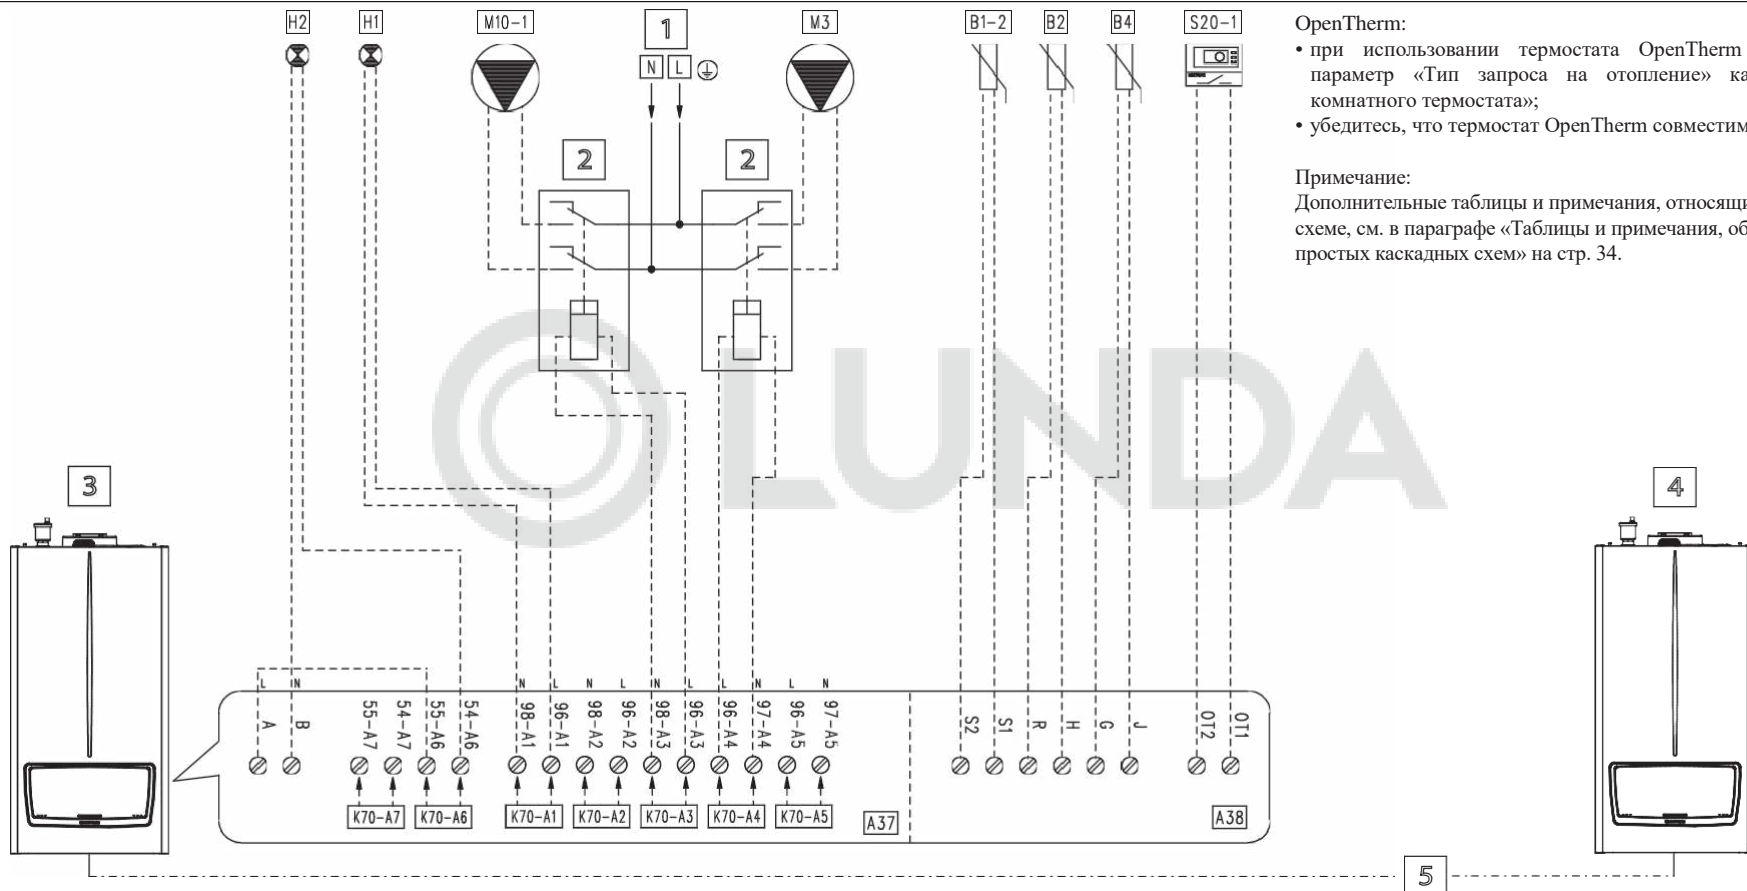 H2 H1 M10-1 1 M3 B1-2 B2 B4 S20-1
N L
2 2
OpenTherm:
• при использовании термостата OpenTherm
параметр «Тип запроса на отопление» ка
комнатного термостата»;
• убедитесь, что термостат OpenTherm совместим
Примечание:
Дополнительные таблицы и примечания, относящи
схеме, см. в параграфе «Таблицы и примечания, об
простых каскадных схем» на стр. 34.
LUNDA
3 4
L N N L N L N L L N L N
A B 55-A7 54-A7 55-A6 54-A6 98-A1 96-A1 98-A2 96-A2 98-A3 96-A3 96-A4 97-A4 96-A5 97-A5 S2 S1 R H G J OT2 OT1
K70-A7 K70-A6 K70-A1 K70-A2 K70-A3 K70-A4 K70-A5 A37 A38
5